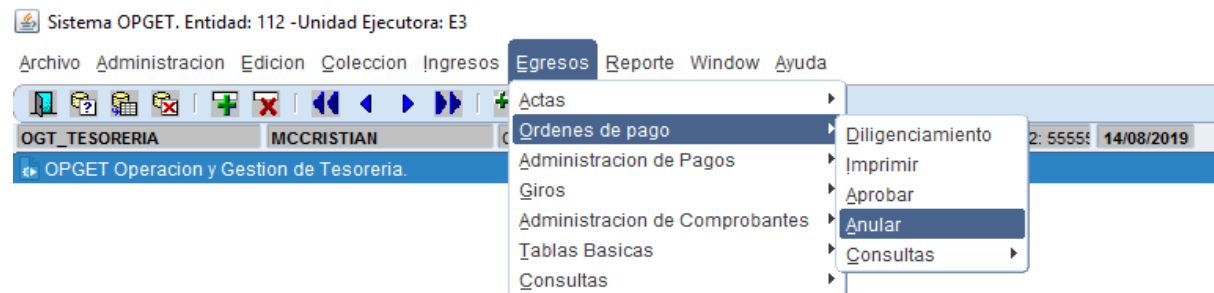 Sistema OPGET. Entidad: 112 -Unidad Ejecutora: E3
Archivo Administracion Edicion Coleccion Ingresos Egresos Reporte Window Ayuda
Actas
OGT_TESORERIA MCCRISTIAN Ordenes de pago Diligenciamiento 2: 5555 14/08/2019
OPGET Operacion y Gestion de Tesoreria. Administracion de Pagos Imprimir
Giros Aprobar
Administracion de Comprobantes Anular
Tablas Basicas Consultas
Consultas